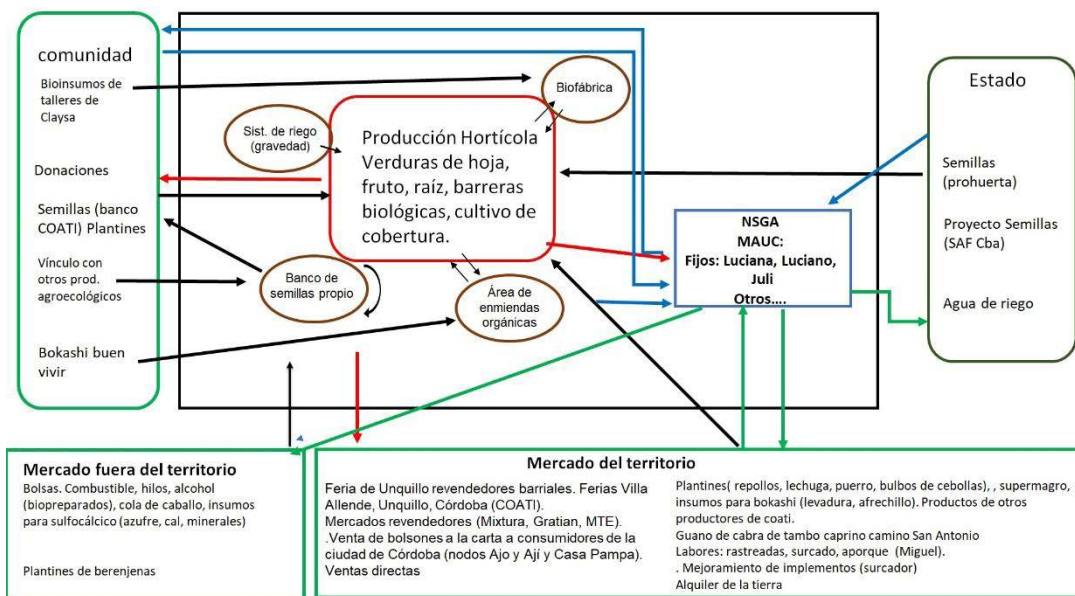 comunidad
Bioinsumos de
talleres de
Claysa
Donaciones
Semillas (banco
COATI) Plantines
Vínculo con
otros prod.
agroecológicos
Bokashi buen
vivir
Biofábrica
Sist. de riego
(gravedad)
Producción Hortícola
Verduras de hoja,
fruto, raíz, barreras
biológicas, cultivo de
cobertura.
Banco de
semillas propio
Área de
enmiendas
orgánicas
NSGA
MAUC:
Fijos: Luciana, Luciano,
Juli
Otros....
Estado
Semillas
(prohuerta)
Proyecto Semillas
(SAF Cba)
Agua de riego
Mercado fuera del territorio
Bolsas. Combustible, hilos, alcohol
(biopreparados), cola de caballo, insumos
para sulfocálcico (azufre, cal, minerales)
Plantines de berenjenas
Mercado del territorio
Feria de Unquillo revendedores barriales. Ferias Villa
Allende, Unquillo, Córdoba (COATI).
Mercados revendedores (Mixtura, Gratian, MTE).
.Venta de bolsones a la carta a consumidores de la
ciudad de Córdoba (nodos Ajo y Ají y Casa Pampa).
Ventas directas
Plantines( repollos, lechuga, puerro, bulbos de cebollas), , supermagro,
insumos para bokashi (levadura, afrechillo). Productos de otros
productores de coati.
Guano de cabra de tambo caprino camino San Antonio
Labores: rastreadas, surcado, aporque (Miguel).
. Mejoramiento de implementos (surcador)
Alquiler de la tierra